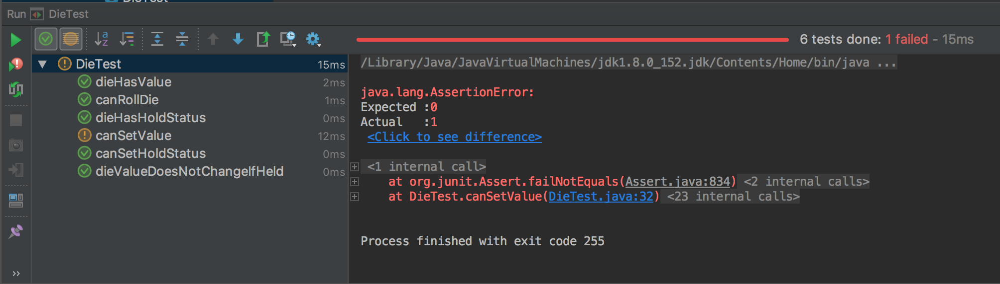 DieTest
Run DieTest
6 tests done: 1 failed - 15ms
DieTest 15ms
dieHasValue 2ms
canRollDie 1ms
dieHasHoldStatus 0ms
canSetValue 12ms
canSetHoldStatus 0ms
dieValueDoesNotChangeIfHeld 0ms
/Library/Java/JavaVirtualMachines/jdk1.8.0_152.jdk/Contents/Home/bin/java ...
java.lang.AssertionError:
Expected :0
Actual   :1
<Click to see difference>
<1 internal call>
at org.junit.Assert.failNotEquals(Assert.java:834) <2 internal calls>
at DieTest.canSetValue(DieTest.java:32) <23 internal calls>
Process finished with exit code 255